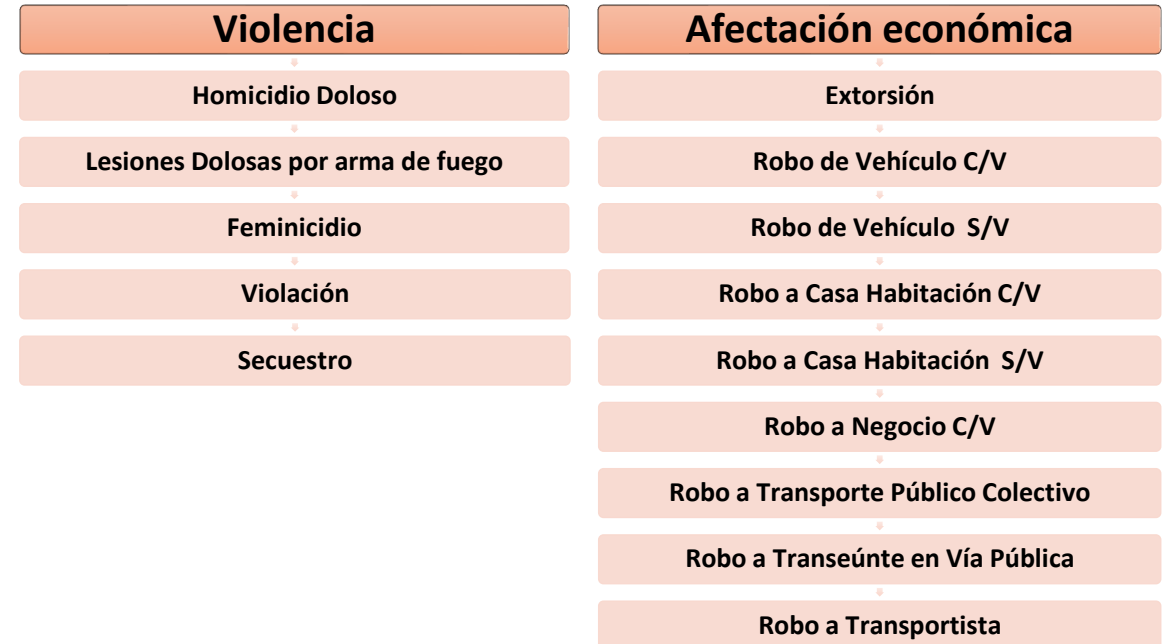 Violencia
Homicidio Doloso
Lesiones Dolosas por arma de fuego
Feminicidio
Violación
Secuestro
Afectación económica
Extorsión
Robo de Vehículo C/V
Robo de Vehículo S/V
Robo a Casa Habitación C/V
Robo a Casa Habitación S/V
Robo a Negocio C/V
Robo a Transporte Público Colectivo
Robo a Transeúnte en Vía Pública
Robo a Transportista